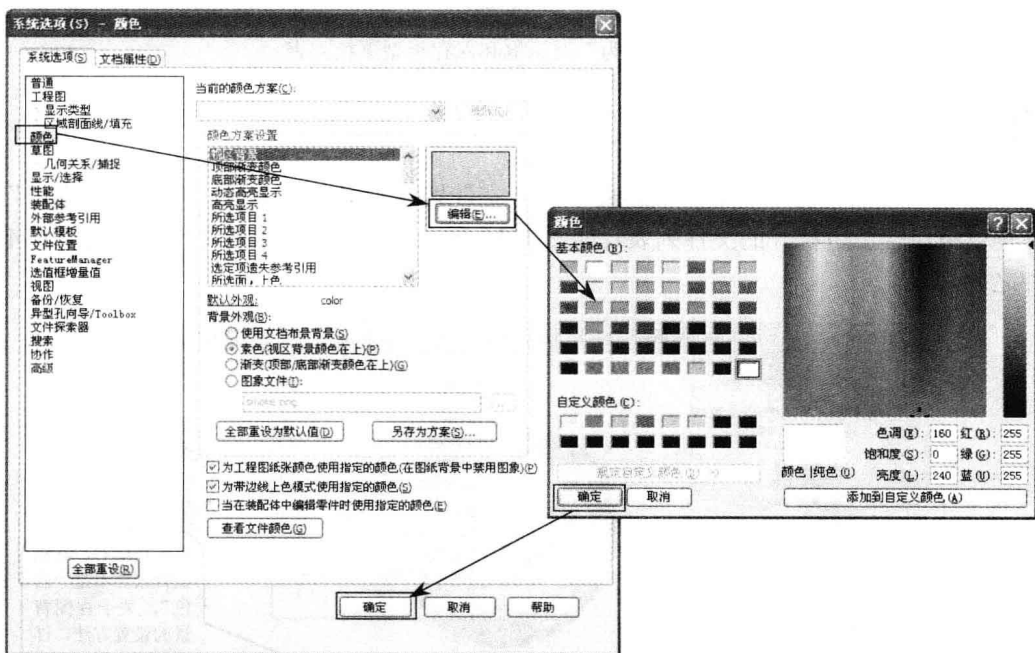 系统选项(S) - 颜色
系统选项(S) 文档属性(D)
普通
工程图
显示类型
区域剖面线/填充
颜色
草图
几何关系/捕捉
显示/选择
性能
装配体
外部参考引用
默认模板
文件位置
FeatureManager
选值框增量值
视图
备份/恢复
异型孔向导/Toolbox
文件探索器
搜索
协作
高级
全部重设(R)
当前的颜色方案(C):
颜色方案设置
顶部渐变颜色
底部渐变颜色
动态高亮显示
高亮显示
所选项目 1
所选项目 2
所选项目 3
所选项目 4
选定项遗失参考引用
所选面，上色
编辑(E)...
默认外观: color
背景外观(B):
使用文档布景背景(S)
素色(视区背景颜色在上)(P)
渐变(顶部/底部渐变颜色在上)(G)
图象文件(I):
全部重设为默认值(D) 另存为方案(S)...
为工程图纸张颜色使用指定的颜色(在图纸背景中禁用图象)(P)
为带边线上色模式使用指定的颜色(S)
当在装配体中编辑零件时使用指定的颜色(E)
查看文件颜色(G)
确定 取消 帮助
颜色
基本颜色(B):
自定义颜色(C):
规定自定义颜色(D) >>
确定 取消
颜色|纯色(O)
色调(E): 160 红(R): 255
饱和度(S): 0 绿(G): 255
亮度(L): 240 蓝(U): 255
添加到自定义颜色(A)